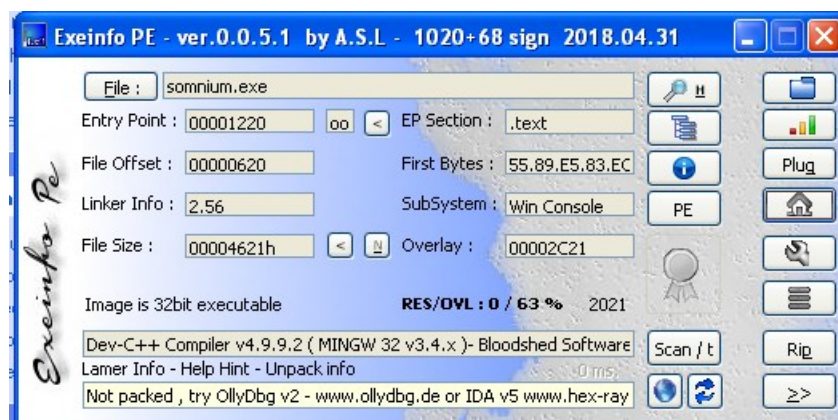 Exeinfo PE - ver.0.0.5.1 by A.S.L - 1020+68 sign 2018.04.31
File : somnium.exe H
Entry Point : 00001220 oo < EP Section : .text
File Offset : 00000620 First Bytes : 55.89.E5.83.EC Plug
Linker Info : 2.56 SubSystem : Win Console PE
File Size : 00004621h < N Overlay : 00002C21
Image is 32bit executable RES/OVL : 0 / 63 % 2021
Dev-C++ Compiler v4.9.9.2 ( MINGW 32 v3.4.x )- Bloodshed Software Scan / t Rip
Lamer Info - Help Hint - Unpack info 0 ms.
Not packed , try OllyDbg v2 - www.ollydbg.de or IDA v5 www.hex-ray >>
Exeinfo Pe